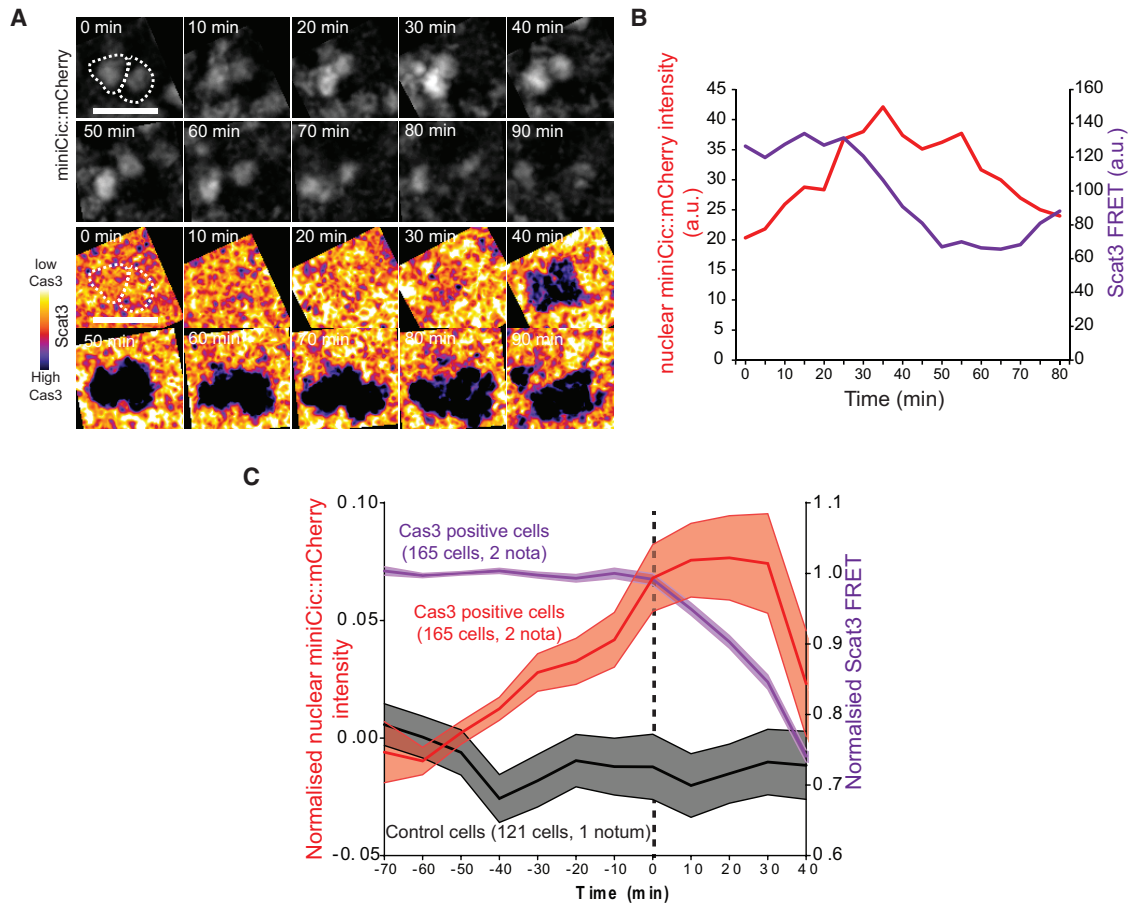 A
miniCic::mCherry
0 min
10 min
20 min
30 min
40 min
50 min
60 min
70 min
80 min
90 min
low
Cas3
Scat3
High
Cas3
0 min
10 min
20 min
30 min
40 min
50 min
60 min
70 min
80 min
90 min
B
nuclear miniCic::mCherry intensity
(a.u.)
45
40
35
30
25
20
15
10
5
0
160
140
120
100
80
60
40
20
0
Scat3 FRET (a.u.)
0 10 20 30 40 50 60 70 80
Time (min)
C
Normalised nuclear miniCic::mCherry
intensity
0.10
0.05
0.00
-0.05
Cas3 positive cells
(165 cells, 2 nota)
Cas3 positive cells
(165 cells, 2 nota)
Control cells (121 cells, 1 notum)
1.1
1.0
0.9
0.8
0.7
0.6
Normalsied Scat3 FRET
-70 -60 -50 -40 -30 -20 -10 0 10 20 30 40
Time (min)